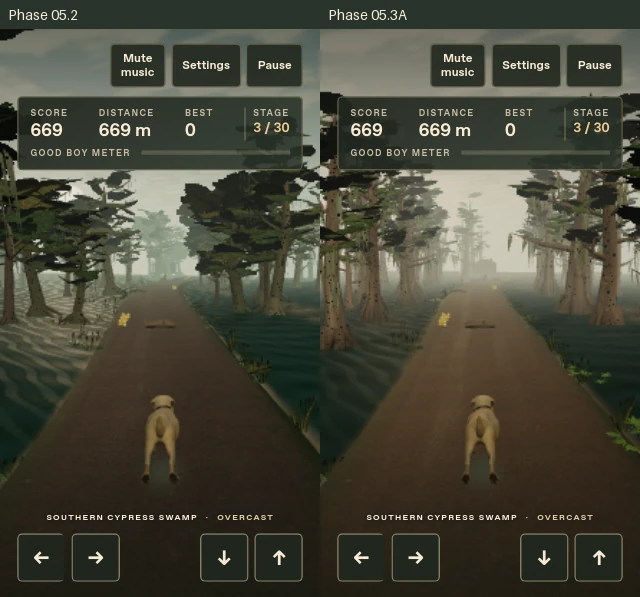 Phase 05.2
Mute music
Settings
Pause
SCORE DISTANCE BEST STAGE
669 669 m 0 3 / 30
GOOD BOY METER
SOUTHERN CYPRESS SWAMP · OVERCAST
← → ↓ ↑
Phase 05.3A
Mute music
Settings
Pause
SCORE DISTANCE BEST STAGE
669 669 m 0 3 / 30
GOOD BOY METER
SOUTHERN CYPRESS SWAMP · OVERCAST
← → ↓ ↑